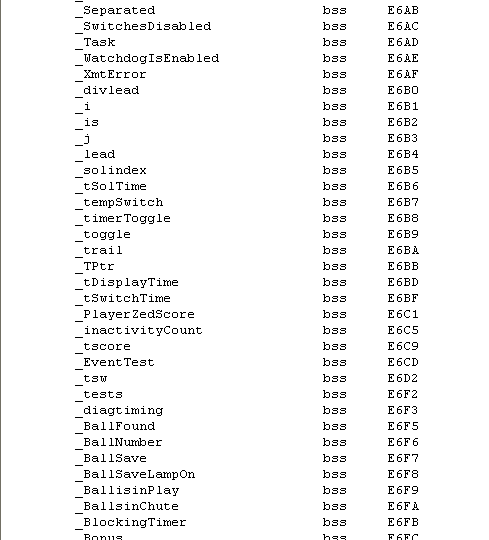 _Separated bss E6AB
_SwitchesDisabled bss E6AC
_Task bss E6AD
_WatchdogIsEnabled bss E6AE
_XmtError bss E6AF
_divlead bss E6B0
_i bss E6B1
_is bss E6B2
_j bss E6B3
_lead bss E6B4
_solindex bss E6B5
_tSolTime bss E6B6
_tempSwitch bss E6B7
_timerToggle bss E6B8
_toggle bss E6B9
_trail bss E6BA
_TPtr bss E6BB
_tDisplayTime bss E6BD
_tSwitchTime bss E6BF
_PlayerZedScore bss E6C1
_inactivityCount bss E6C5
_tscore bss E6C9
_EventTest bss E6CD
_tsw bss E6D2
_tests bss E6F2
_diagtiming bss E6F3
_BallFound bss E6F5
_BallNumber bss E6F6
_BallSave bss E6F7
_BallSaveLampOn bss E6F8
_BallisinPlay bss E6F9
_BallsinChute bss E6FA
_BlockingTimer bss E6FB
_Bonus bss E6FC